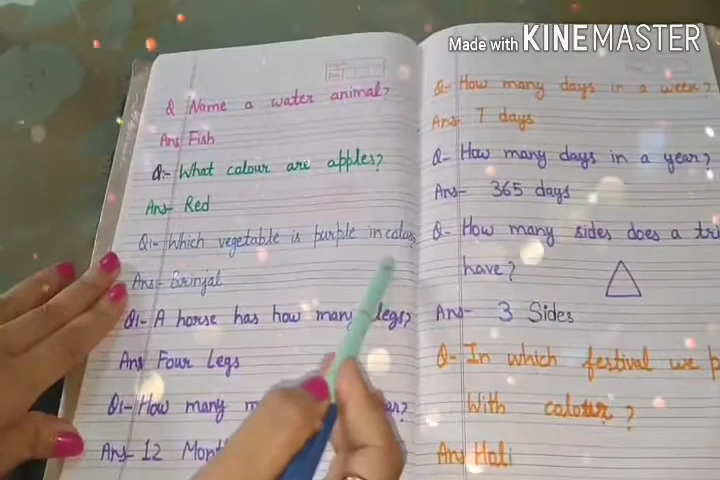 Made with KINEMASTER
Q Name a water animal?
Ans Fish
Q:- What colour are apples?
Ans- Red
Q:- Which vegetable is purple in colour
Ans:- Brinjal
Q:- A horse has how many legs?
Ans Four Legs
Q:- How many
Ans- 12
Q:- How many days in a week?
Ans 7 days
Q:- How many days in a year?
Ans- 365 days
Q:- How many sides does a
have?
Ans- 3 Sides
Q- In which festival we
With colour?
Ans Holi